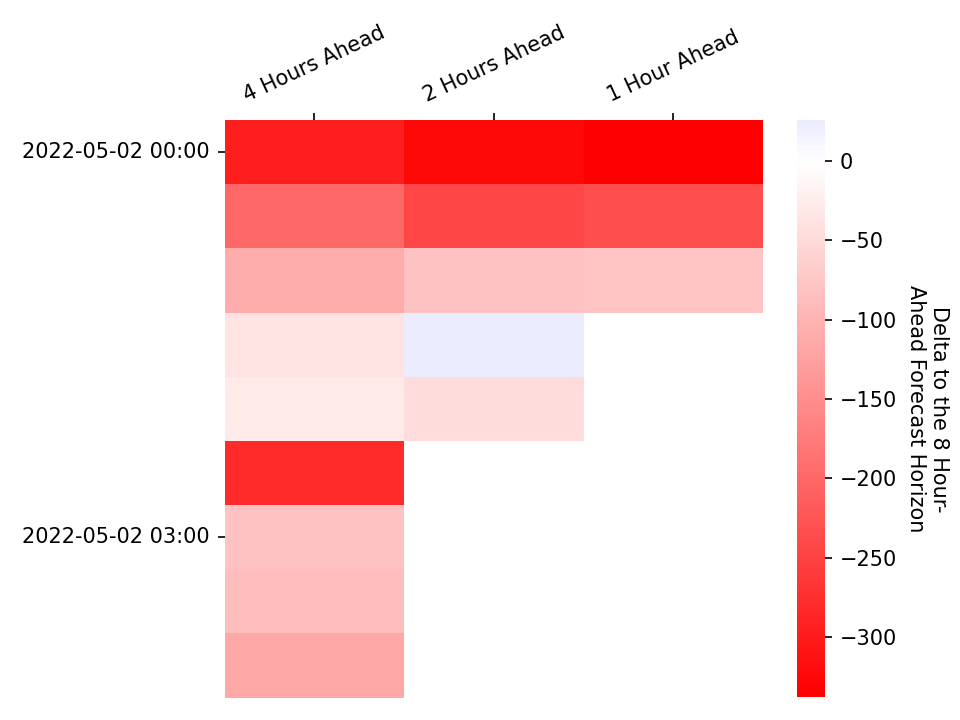 4 Hours Ahead
2 Hours Ahead
1 Hour Ahead
2022-05-02 00:00
2022-05-02 03:00
0
−50
−100
−150
−200
−250
−300
Delta to the 8 Hour-
Ahead Forecast Horizon